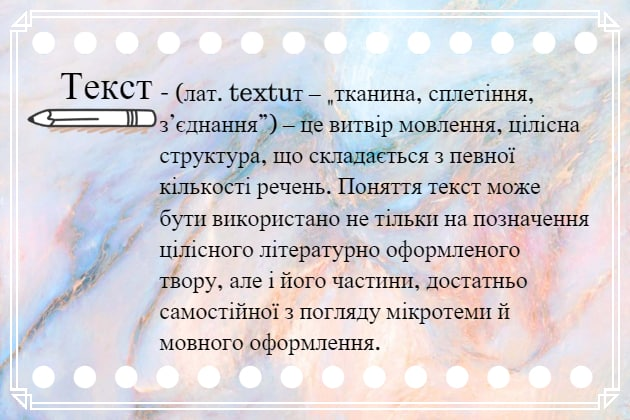 Текст - (лат. textuт – „тканина, сплетіння,
з’єднання”) – це витвір мовлення, цілісна
структура, що складається з певної
кількості речень. Поняття текст може
бути використано не тільки на позначення
цілісного літературно оформленого
твору, але і його частини, достатньо
самостійної з погляду мікротеми й
мовного оформлення.